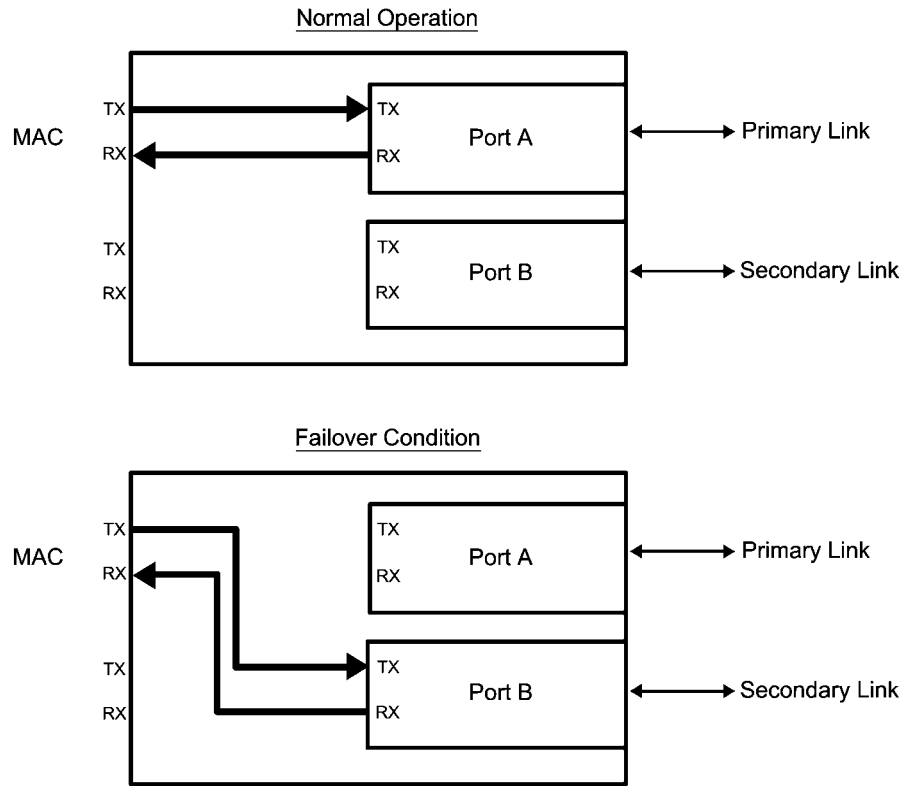 Normal Operation
TX
TX
MAC
Port A
Primary Link
RX
RX
TX
TX
Port B
Secondary Link
RX
RX
Failover Condition
TX
TX
MAC
Port A
Primary Link
RX
RX
TX
TX
Port B
Secondary Link
RX
RX